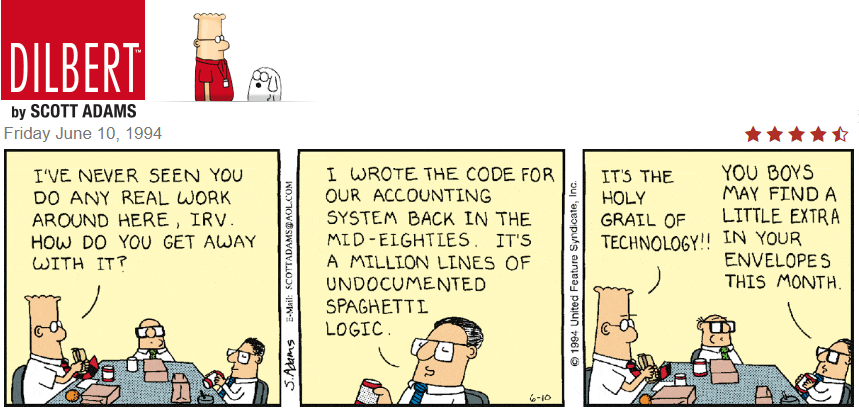 DILBERT™
by SCOTT ADAMS
Friday June 10, 1994
I'VE NEVER SEEN YOU
DO ANY REAL WORK
AROUND HERE, IRV.
HOW DO YOU GET AWAY
WITH IT?
S. Adams E-Mail: SCOTTADAMS@AOL.COM
I WROTE THE CODE FOR
OUR ACCOUNTING
SYSTEM BACK IN THE
MID-EIGHTIES. IT'S
A MILLION LINES OF
UNDOCUMENTED
SPAGHETTI
LOGIC.
6-10
© 1994 United Feature Syndicate, Inc.
IT'S THE
HOLY
GRAIL OF
TECHNOLOGY!!
YOU BOYS
MAY FIND A
LITTLE EXTRA
IN YOUR
ENVELOPES
THIS MONTH.